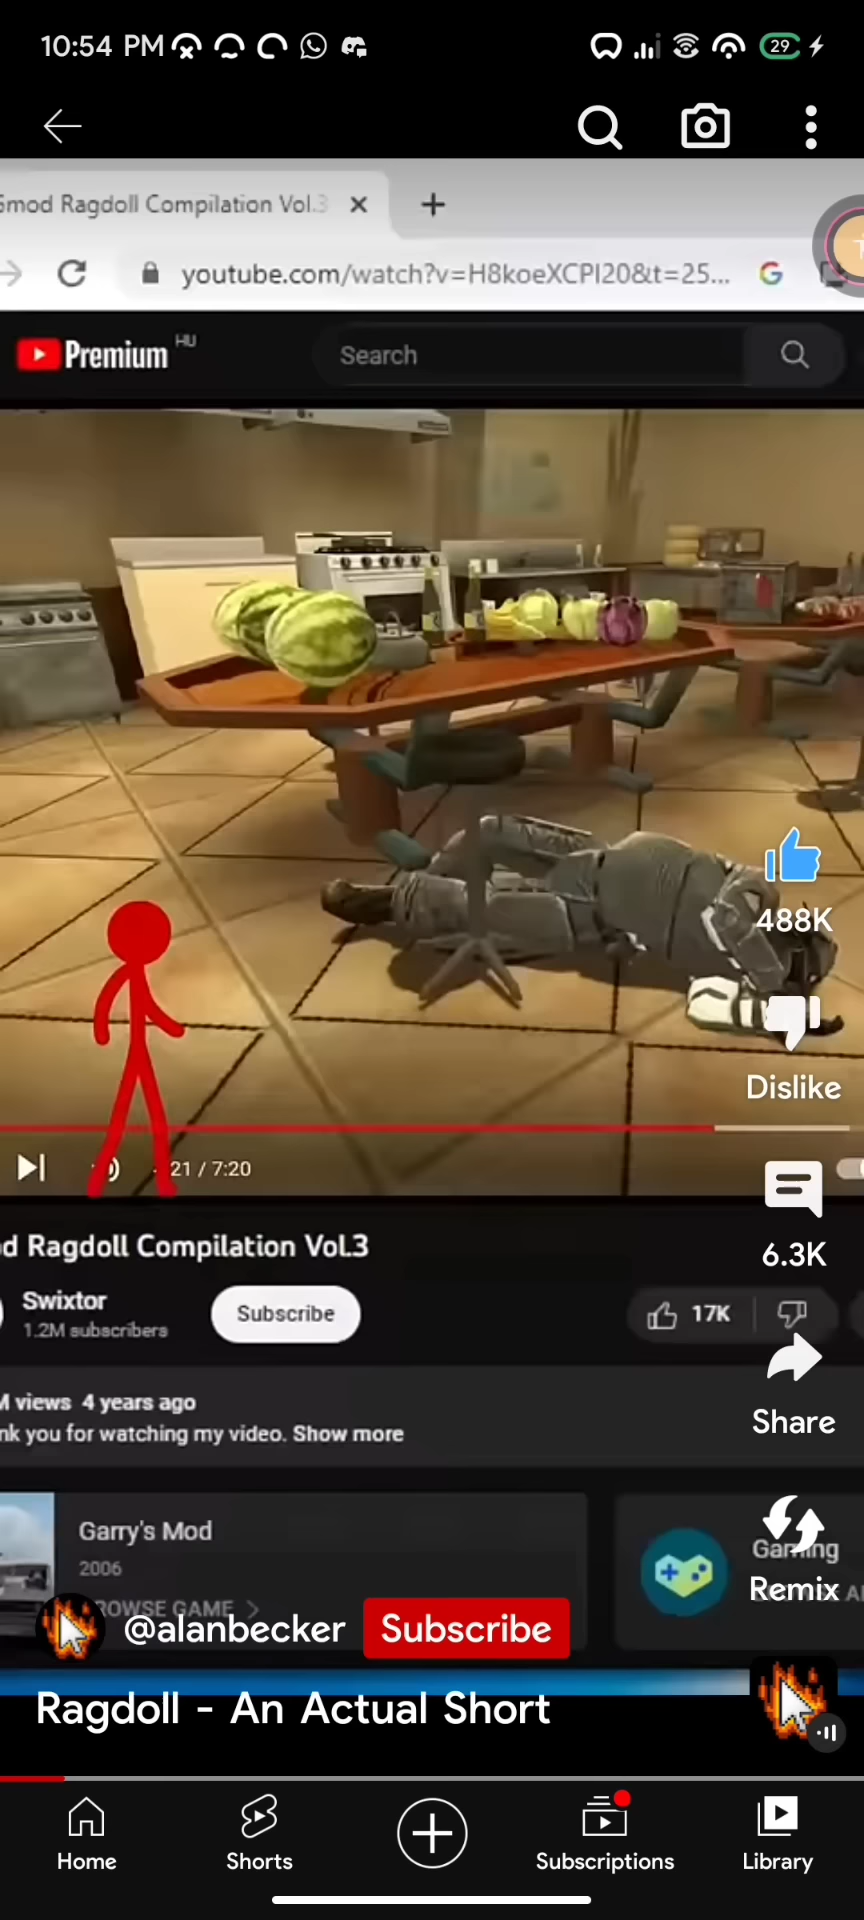 10:54 PM
29
Gmod Ragdoll Compilation Vol.3
youtube.com/watch?v=H8koeXCPI20&t=25...
Premium HU
Search
21 / 7:20
d Ragdoll Compilation Vol.3
Swixtor
1.2M subscribers
Subscribe
17K
M views 4 years ago
nk you for watching my video. Show more
Garry's Mod
2006
ROWSE GAME
Gaming
488K
Dislike
6.3K
Share
Remix
@alanbecker
Subscribe
Ragdoll - An Actual Short
Home
Shorts
Subscriptions
Library